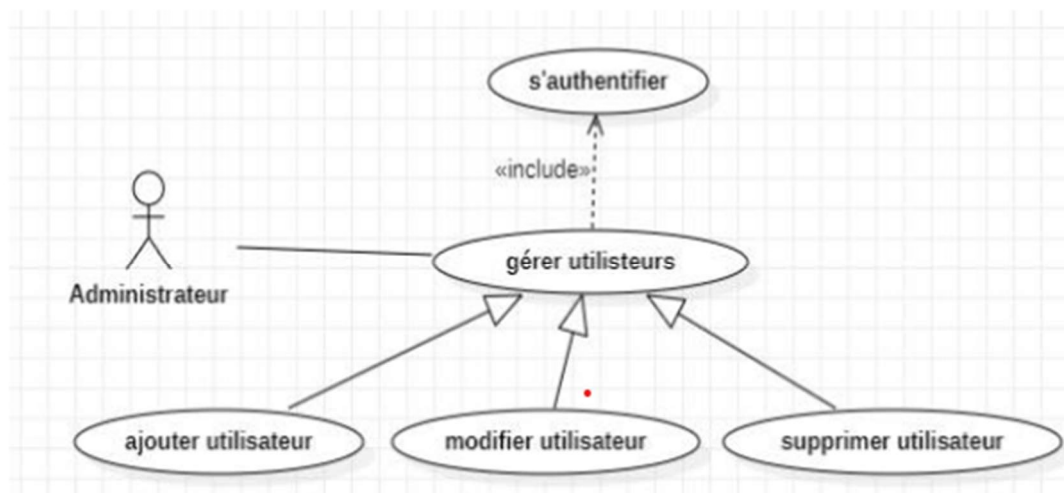 s'authentifier
«include»
gérer utilisteurs
Administrateur
ajouter utilisateur
modifier utilisateur
supprimer utilisateur